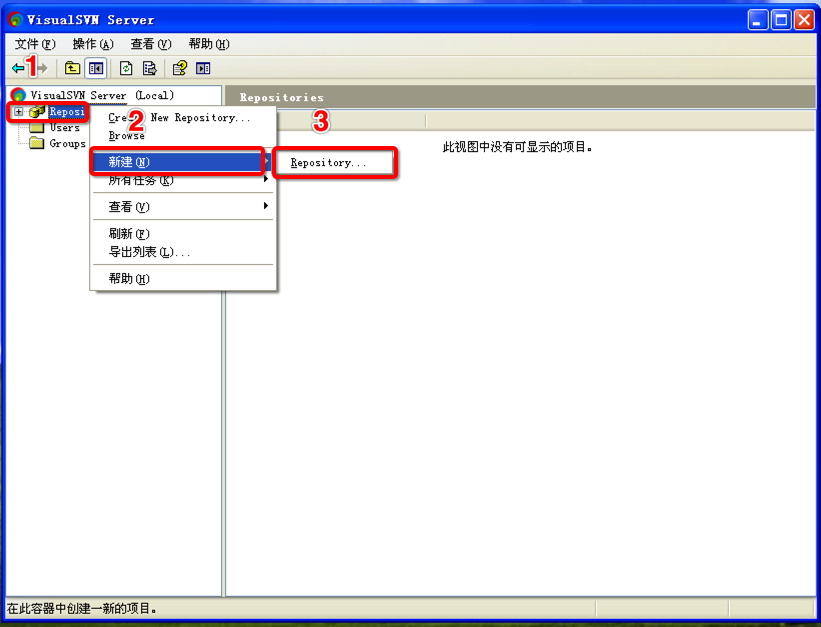 VisualSVN Server
文件(F) 操作(A) 查看(V) 帮助(H)
1
VisualSVN Server (Local)
Repositories
Reposi
Users
Groups
2
3
New Repository...
Browse
新建(N)
Repository...
所有任务(K)
查看(V)
刷新(F)
导出列表(L)...
帮助(H)
此视图中没有可显示的项目。
在此容器中创建一新的项目。